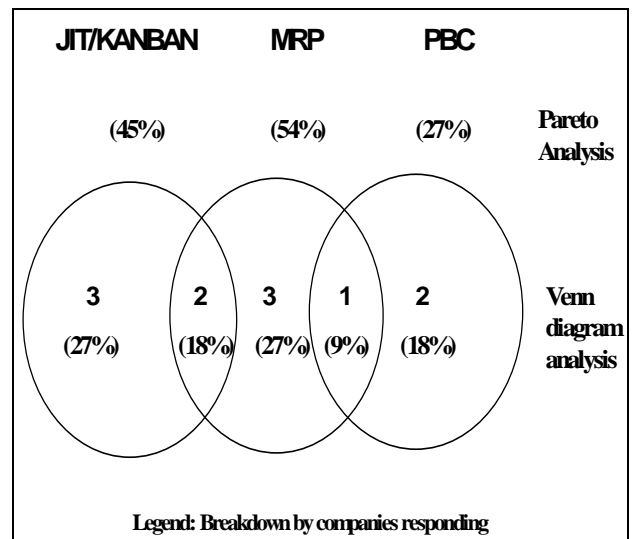 JIT/KANBAN MRP PBC
(45%) (54%) (27%) Pareto
Analysis
3 2 3 1 2 Venn
(27%) (18%) (27%) (9%) (18%) diagram
analysis
Legend: Breakdown by companies responding